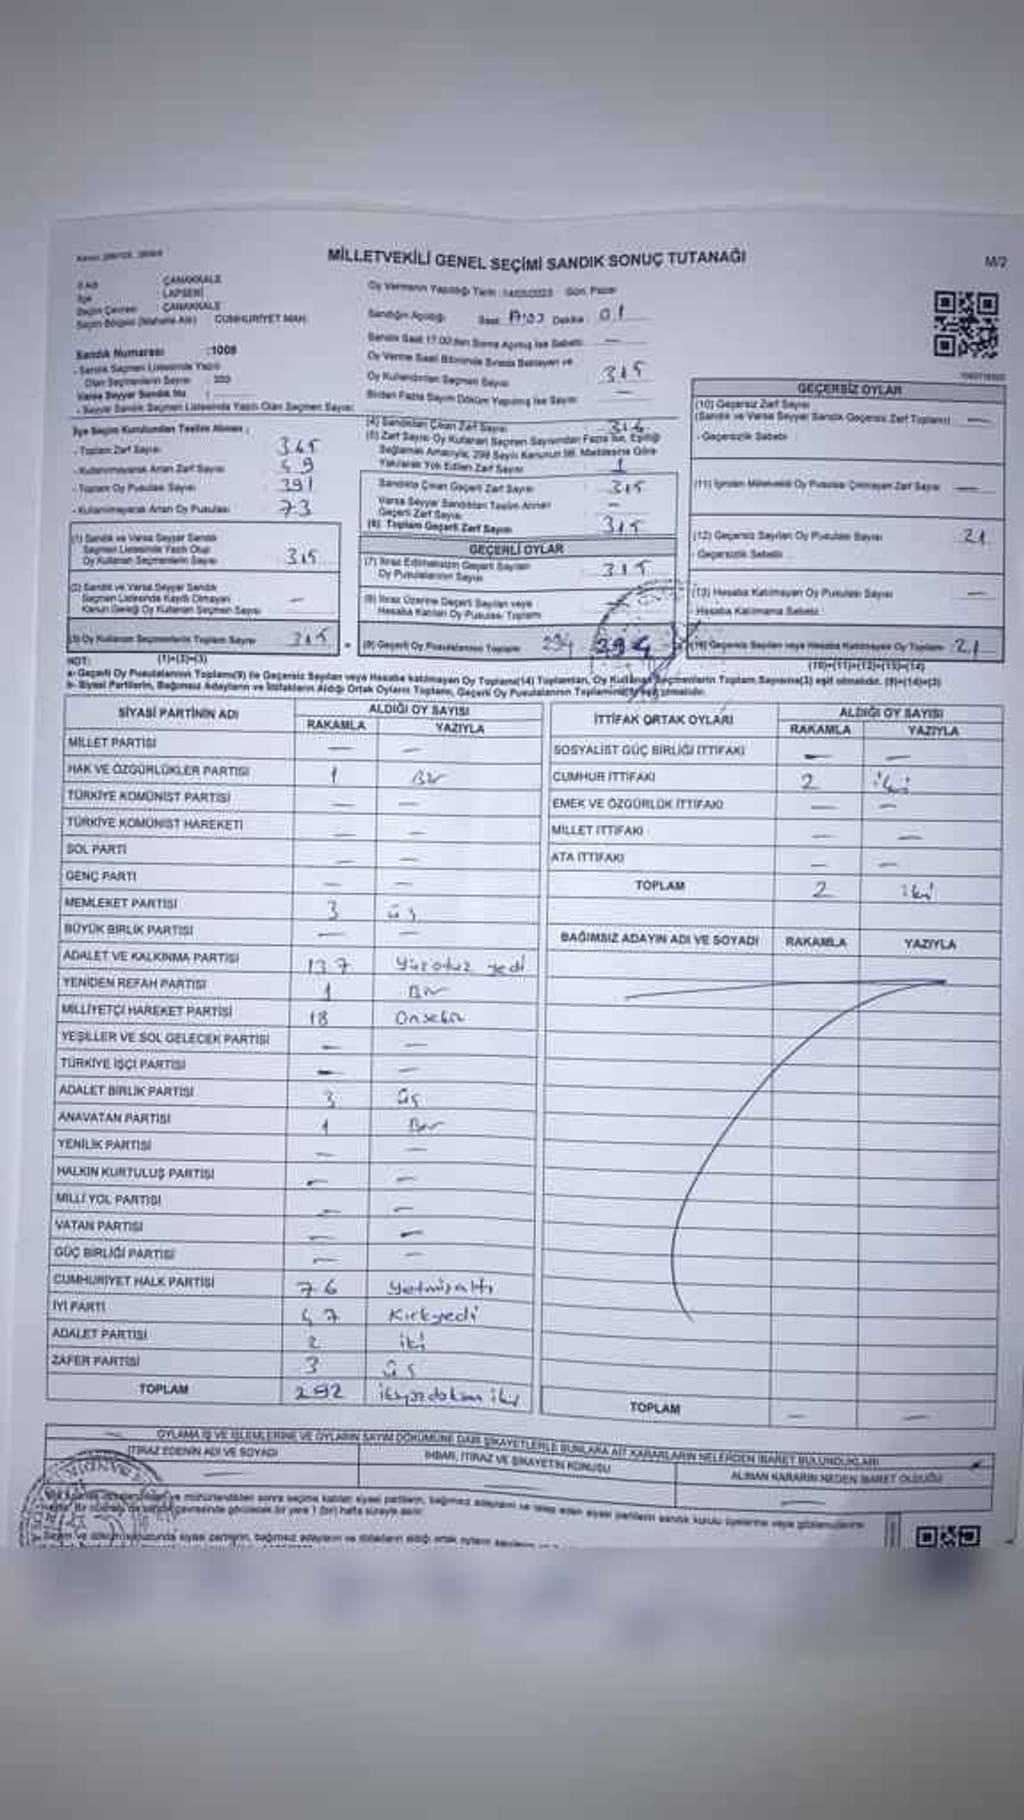 MİLLETVEKİLİ GENEL SEÇİMİ SANDIK SONUÇ TUTANAĞI
M/2
İl Adı : ÇANAKKALE
İlçe : LAPSEKİ
Seçim Çevresi : ÇANAKKALE
Seçim Bölgesi (Mahalle Adı) CUMHURİYET MAH.
Sandık Numarası :1009
- Sandık Seçmen Listesinde Yazılı
Olan Seçmenlerin Sayısı
Varsa Seyyar Sandık No :
- Seyyar Sandık Seçmen Listesinde Yazılı Olan Seçmen Sayısı:
İlçe Seçim Kurulundan Teslim Alınan ;
- Toplam Zarf Sayısı 365
- Kullanılmayarak Artan Zarf Sayısı 49
- Toplam Oy Pusulası Sayısı 391
- Kullanılmayarak Artan Oy Pusulası 73
(1) Sandık ve Varsa Seyyar Sandık
Seçmen Listesinde Yazılı Olup
Oy Kullanan Seçmenlerin Sayısı 315
(2) Sandık ve Varsa Seyyar Sandık
Seçmen Listesinde Kayıtlı Olmayan
Kanun Gereği Oy Kullanan Seçmen Sayısı —
(3) Oy Kullanan Seçmenlerin Toplam Sayısı 315
(1)+(2)=(3)
Oy Vermenin Yapıldığı Tarih :14/05/2023 Gün: Pazar
Sandığın Açıldığı Saat Dakika 01
Sandık Saat 17.00'den Sonra Açılmış İse Sebebi —
Oy Verme Saati Bitiminde Sırada Bekleyen ve
Oy Kullandırılan Seçmen Sayısı 315
Birden Fazla Sayım Döküm Yapılmış İse Sayısı —
(4) Sandıktan Çıkan Zarf Sayısı 316
(5) Zarf Sayısı Oy Kullanan Seçmen Sayısından Fazla İse, Eşitliği
Sağlamak Amacıyla; 298 Sayılı Kanunun 98. Maddesine Göre
Yakılarak Yok Edilen Zarf Sayısı 1
Sandıkta Çıkan Geçerli Zarf Sayısı 315
Varsa Seyyar Sandıktan Teslim Alınan
Geçerli Zarf Sayısı —
(6) Toplam Geçerli Zarf Sayısı 315
GEÇERLİ OYLAR
(7) İtiraz Edilmeksizin Geçerli Sayılan
Oy Pusulalarının Sayısı 315
(8) İtiraz Üzerine Geçerli Sayılan veya
Hesaba Katılan Oy Pusulası Toplamı
(9) Geçerli Oy Pusulalarının Toplamı 294 294
GEÇERSİZ OYLAR
(10) Geçersiz Zarf Sayısı
(Sandık ve Varsa Seyyar Sandık Geçersiz Zarf Toplamı) —
- Geçersizlik Sebebi
(11) İçinden Milletvekili Oy Pusulası Çıkmayan Zarf Sayısı —
(12) Geçersiz Sayılan Oy Pusulası Sayısı 21
Geçersizlik Sebebi :
(13) Hesaba Katılmayan Oy Pusulası Sayısı —
Hesaba Katılmama Sebebi :
(14) Geçersiz Sayılan veya Hesaba Katılmayan Oy Toplamı 21
(10)+(11)+(12)+(13)=(14)
NOT:
a- Geçerli Oy Pusulalarının Toplamı(9) ile Geçersiz Sayılan veya Hesaba katılmayan Oy Toplamı(14) Toplamları, Oy Kullanan Seçmenlerin Toplam Sayısına(3) eşit olmalıdır. (9)+(14)=(3)
b- Siyasi Partilerin, Bağımsız Adayların ve İttifakların Aldığı Ortak Oyların Toplamı, Geçerli Oy Pusulalarının Toplamına(9) eşit olmalıdır.
SİYASİ PARTİNİN ADI ALDIĞI OY SAYISI
RAKAMLA YAZIYLA
MİLLET PARTİSİ — —
HAK VE ÖZGÜRLÜKLER PARTİSİ 1 Bir
TÜRKİYE KOMÜNİST PARTİSİ — —
TÜRKİYE KOMÜNİST HAREKETİ — —
SOL PARTİ — —
GENÇ PARTİ — —
MEMLEKET PARTİSİ 3 üç
BÜYÜK BİRLİK PARTİSİ — —
ADALET VE KALKINMA PARTİSİ 137 Yüzotuz yedi
YENİDEN REFAH PARTİSİ 1 Bir
MİLLİYETÇİ HAREKET PARTİSİ 18 Onsekiz
YEŞİLLER VE SOL GELECEK PARTİSİ — —
TÜRKİYE İŞÇİ PARTİSİ — —
ADALET BİRLİK PARTİSİ 3 üç
ANAVATAN PARTİSİ 1 Bir
YENİLİK PARTİSİ — —
HALKIN KURTULUŞ PARTİSİ — —
MİLLİ YOL PARTİSİ — —
VATAN PARTİSİ — —
GÜÇ BİRLİĞİ PARTİSİ — —
CUMHURİYET HALK PARTİSİ 76 Yetmişaltı
İYİ PARTİ 47 Kırkyedi
ADALET PARTİSİ 2 iki
ZAFER PARTİSİ 3 üç
TOPLAM 292 ikiyüzdoksan iki
İTTİFAK ORTAK OYLARI ALDIĞI OY SAYISI
RAKAMLA YAZIYLA
SOSYALİST GÜÇ BİRLİĞİ İTTİFAKI — —
CUMHUR İTTİFAKI 2 iki
EMEK VE ÖZGÜRLÜK İTTİFAKI — —
MİLLET İTTİFAKI — —
ATA İTTİFAKI — —
TOPLAM 2 iki
BAĞIMSIZ ADAYIN ADI VE SOYADI RAKAMLA YAZIYLA
TOPLAM — —
OYLAMA İŞ VE İŞLEMLERİNE VE OYLARIN SAYIM DÖKÜMÜNE DAİR ŞİKAYETLERLE BUNLARA AİT KARARLARIN NELERDEN İBARET BULUNDUKLARI
İTİRAZ EDENİN ADI VE SOYADI İHBAR, İTİRAZ VE ŞİKAYETİN KONUSU ALINAN KARARIN NEDEN İBARET OLDUĞU